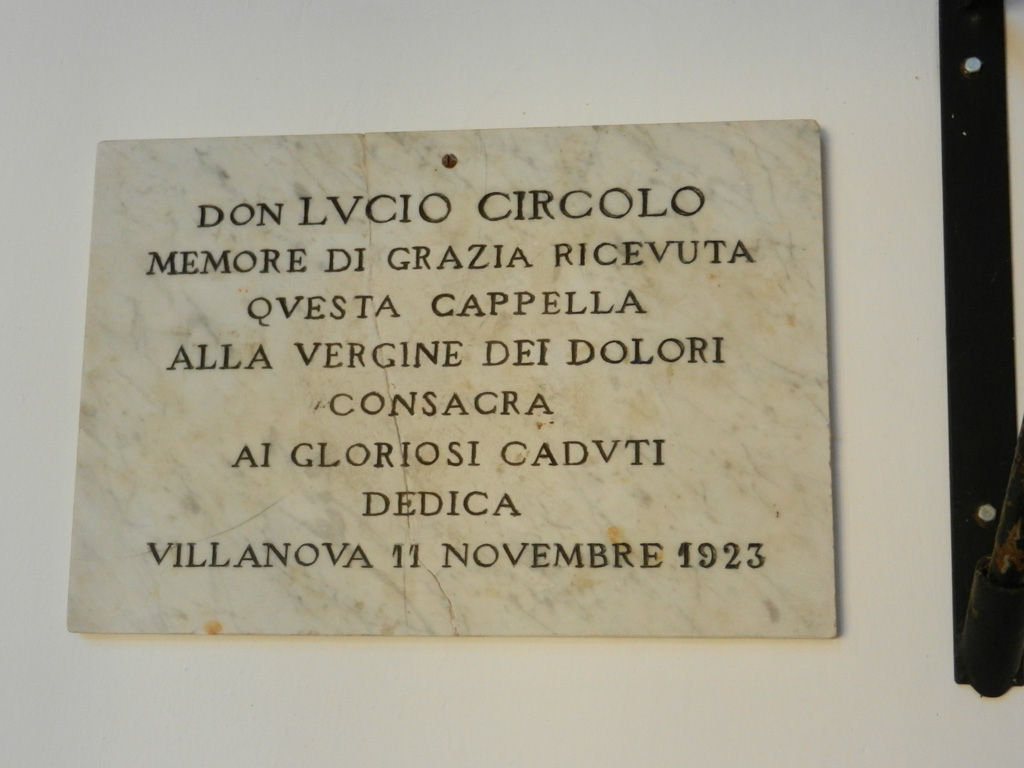 DON LVCIO CIRCOLO
MEMORE DI GRAZIA RICEVUTA
QVESTA CAPPELLA
ALLA VERGINE DEI DOLORI
CONSACRA
AI GLORIOSI CADVTI
DEDICA
VILLANOVA 11 NOVEMBRE 1923